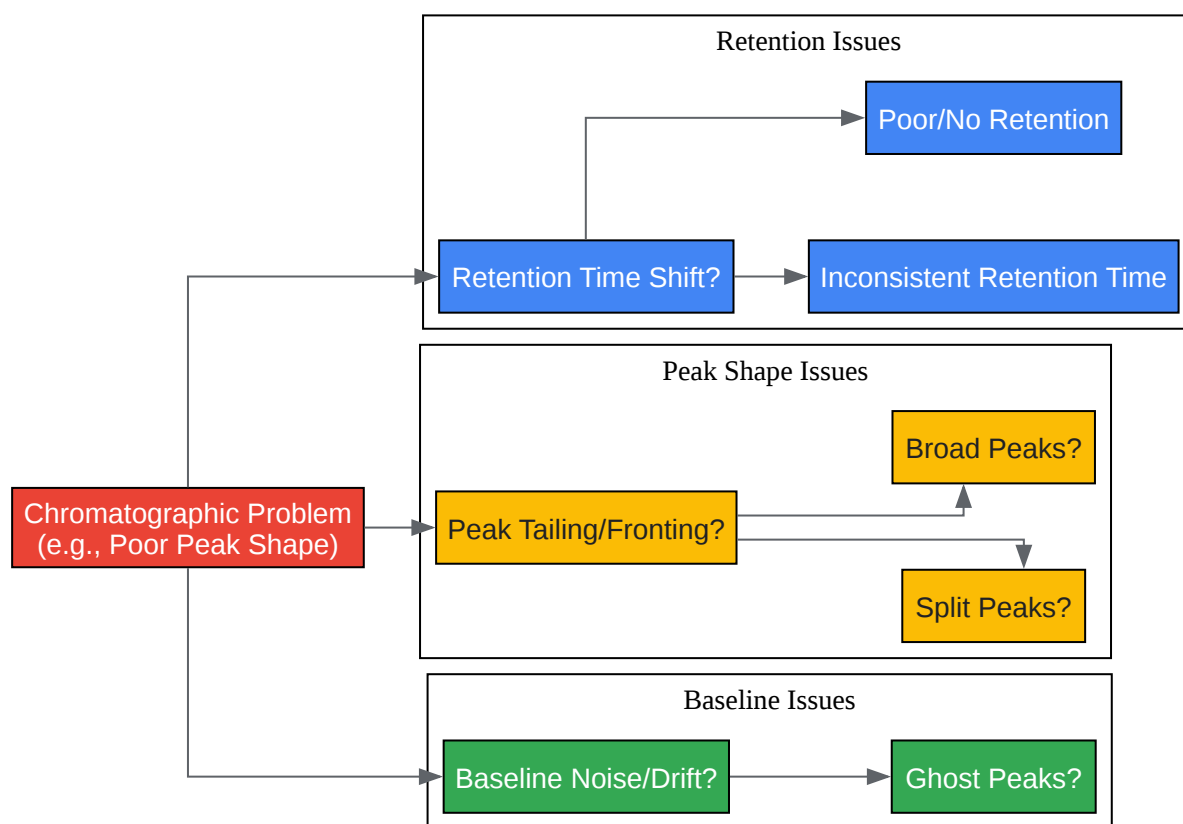 Retention Issues
Poor/No Retention
Retention Time Shift?
Inconsistent Retention Time
Peak Shape Issues
Broad Peaks?
Chromatographic Problem
(e.g., Poor Peak Shape)
Peak Tailing/Fronting?
Split Peaks?
Baseline Issues
Baseline Noise/Drift?
Ghost Peaks?